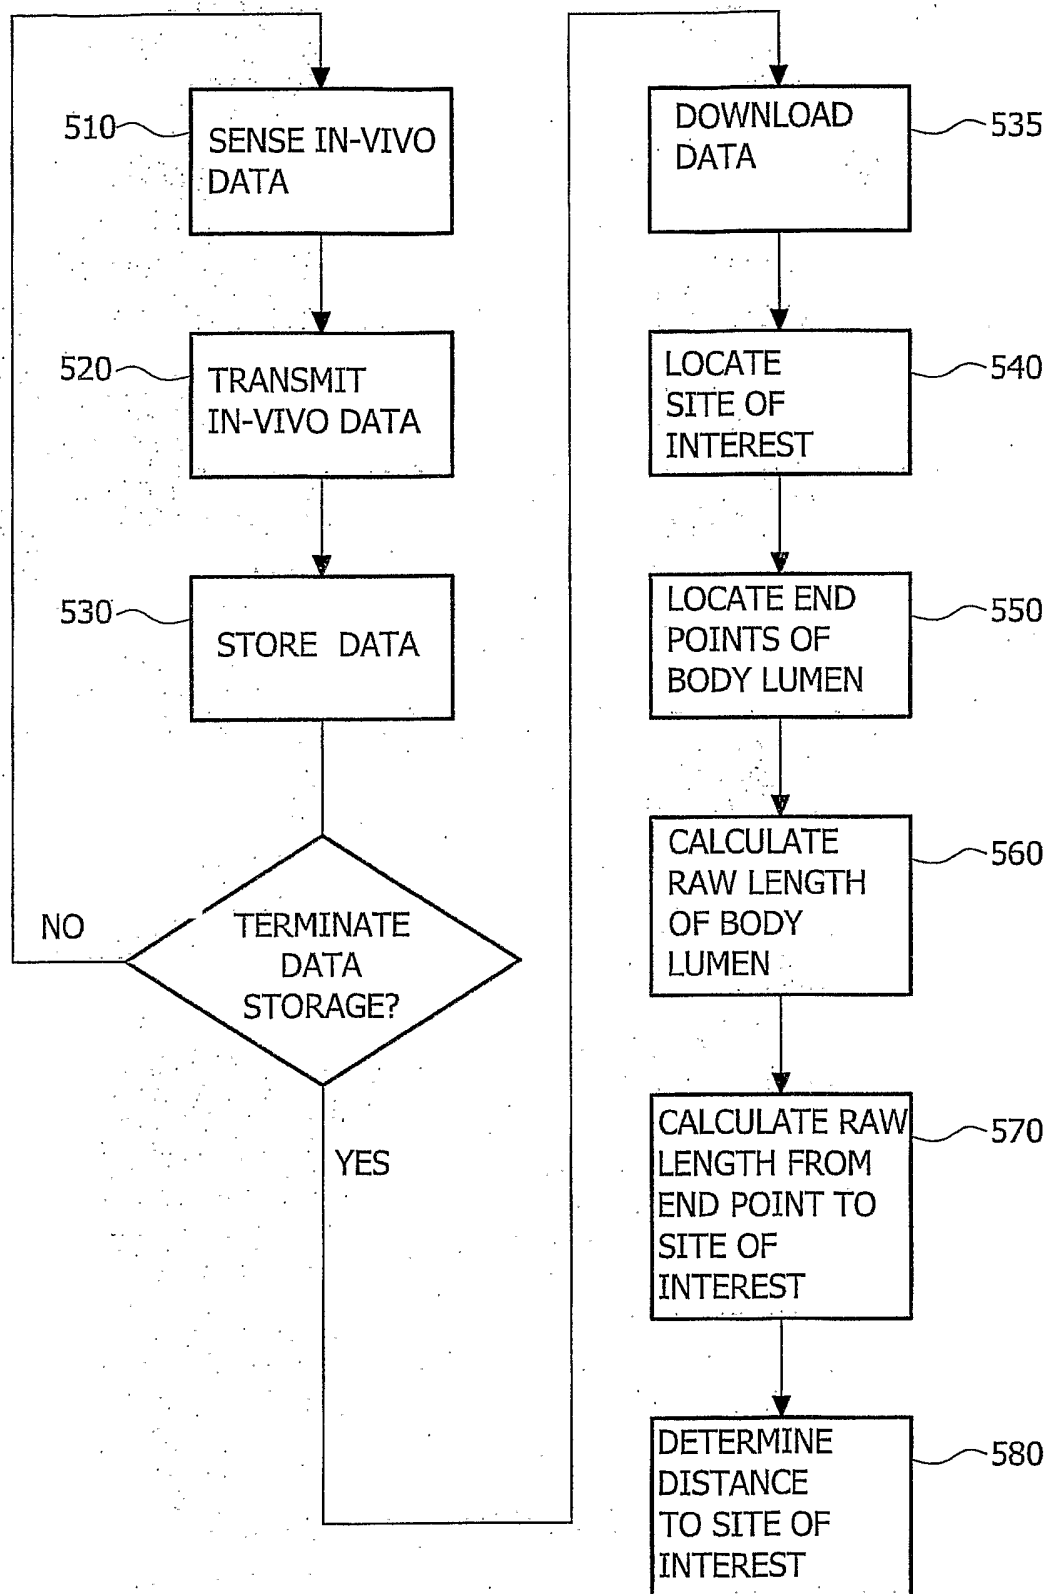 510
SENSE IN-VIVO
DATA
520
TRANSMIT
IN-VIVO DATA
530
STORE DATA
NO
TERMINATE
DATA
STORAGE?
YES
DOWNLOAD
DATA
535
LOCATE
SITE OF
INTEREST
540
LOCATE END
POINTS OF
BODY LUMEN
550
CALCULATE
RAW LENGTH
OF BODY
LUMEN
560
CALCULATE RAW
LENGTH FROM
END POINT TO
SITE OF
INTEREST
570
DETERMINE
DISTANCE
TO SITE OF
INTEREST
580